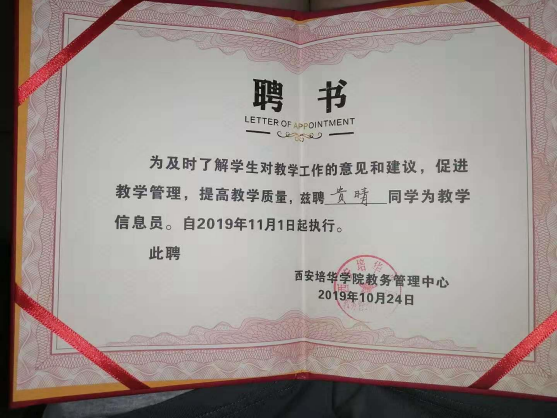 聘 书
LETTER OF APPOINTMENT
为及时了解学生对教学工作的意见和建议，促进
教学管理，提高教学质量，兹聘 黄晴 同学为教学
信息员。自2019年11月1日起执行。
此聘
西安培华学院教务管理中心
2019年10月24日